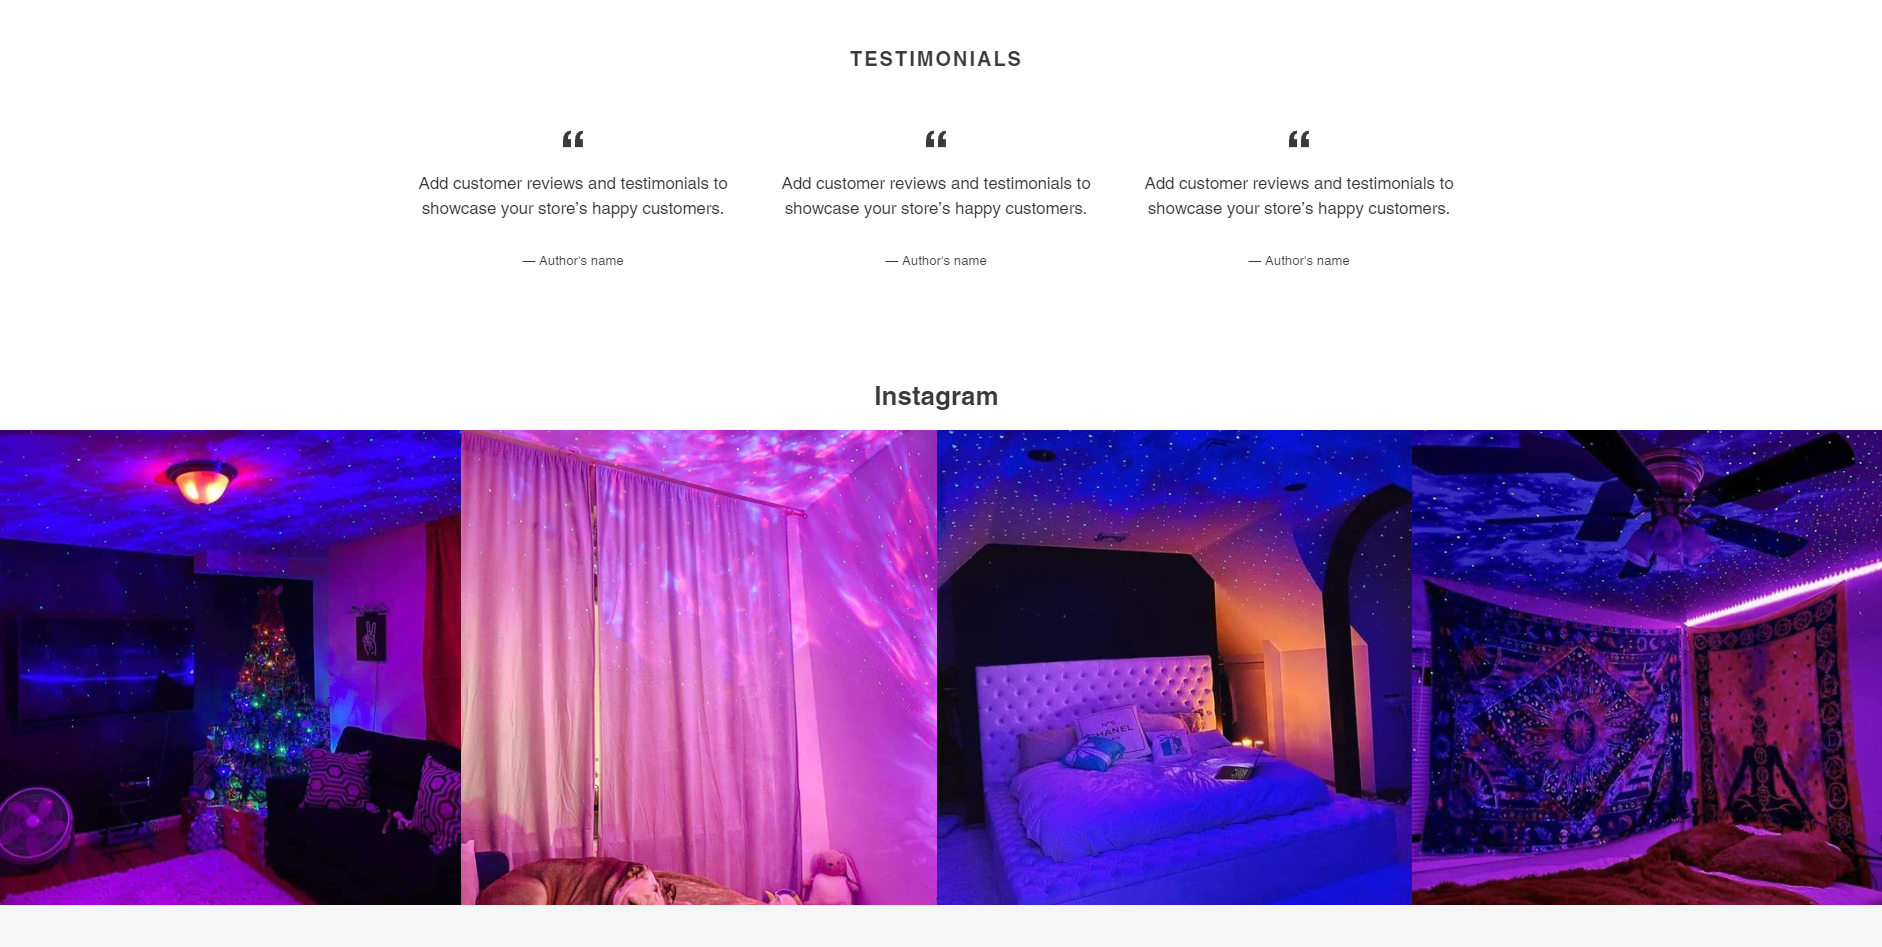 TESTIMONIALS
“
Add customer reviews and testimonials to
showcase your store’s happy customers.
— Author's name
“
Add customer reviews and testimonials to
showcase your store’s happy customers.
— Author's name
“
Add customer reviews and testimonials to
showcase your store’s happy customers.
— Author's name
Instagram
CHANEL